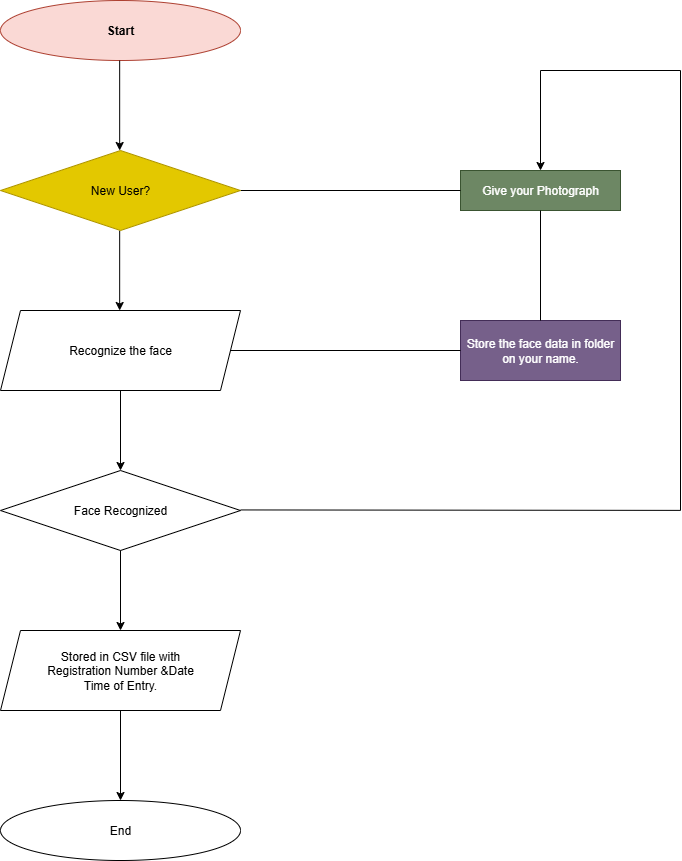 Start
New User?
Give your Photograph
Recognize the face
Store the face data in folder
on your name.
Face Recognized
Stored in CSV file with
Registration Number &Date
Time of Entry.
End